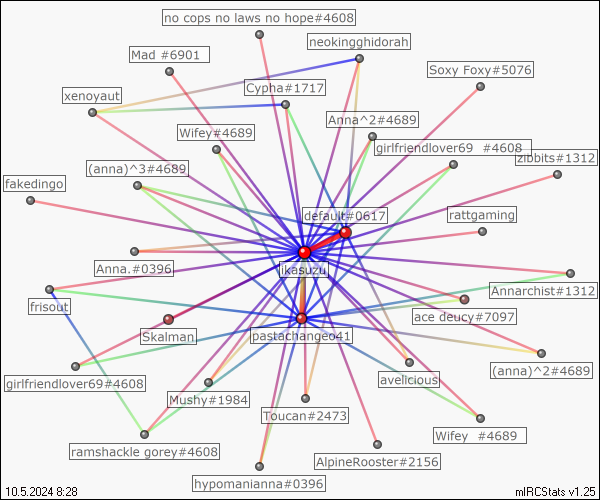 no cops no laws no hope#4608
neokingghidorah
Mad #6901
Soxy Foxy#5076
Cypha#1717
xenoyaut
Anna^2#4689
Wifey#4689
girlfriendlover69 #4608
zibbits#1312
(anna)^3#4689
fakedingo
default#0617
rattgaming
Anna.#0396
likasuzu
Annarchist#1312
frisout
ace deucy#7097
Skalman
pastachangeo41
(anna)^2#4689
girlfriendlover69#4608
avelicious
Mushy#1984
Toucan#2473
Wifey #4689
ramshackle gorey#4608
AlpineRooster#2156
hypomanianna#0396
10.5.2024 8:28
mIRCStats v1.25